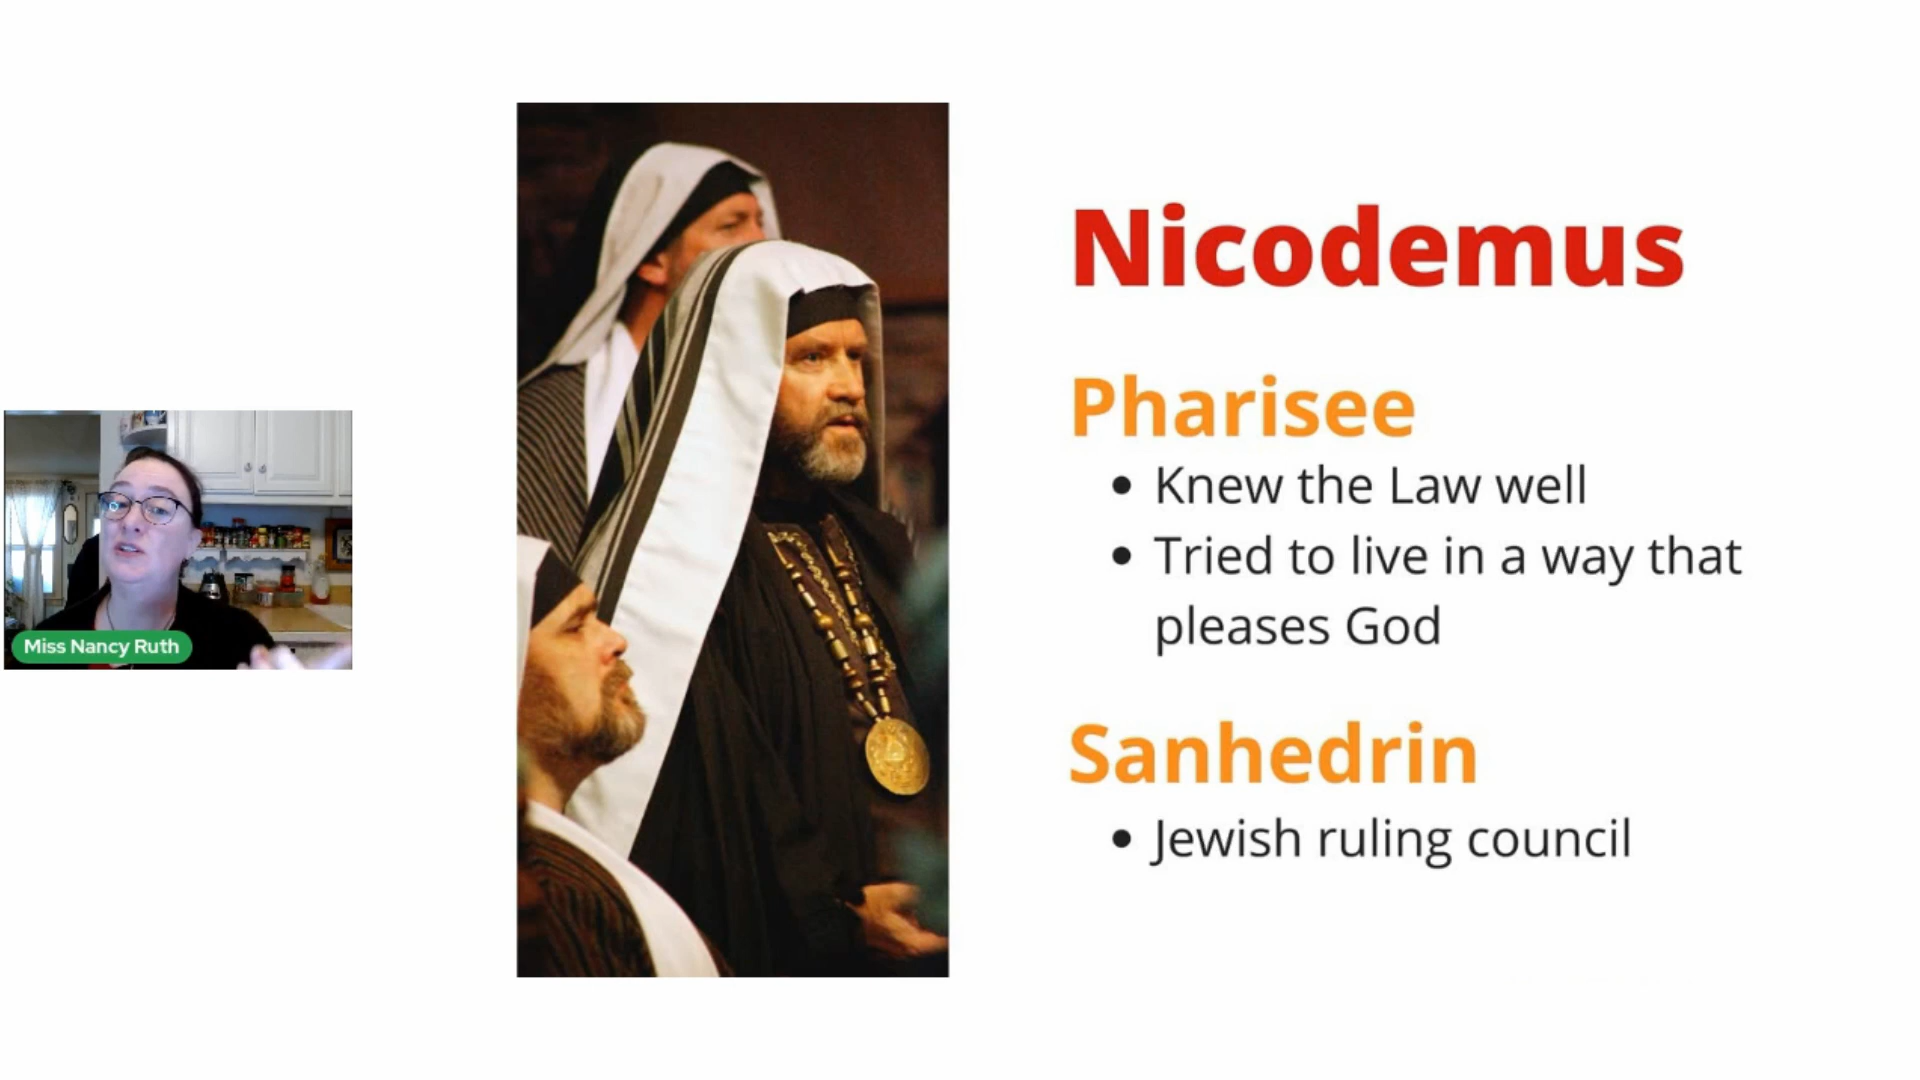 Nicodemus
Pharisee
• Knew the Law well
• Tried to live in a way that
pleases God
Sanhedrin
• Jewish ruling council
Miss Nancy Ruth